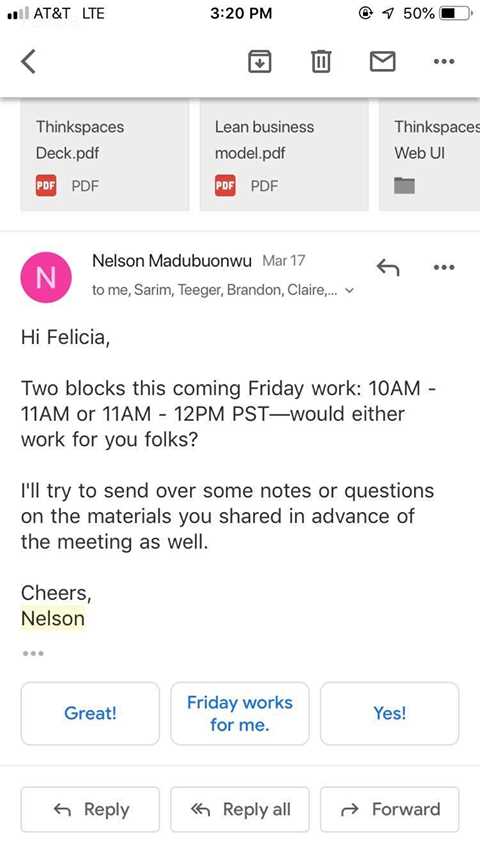 AT&T LTE 3:20 PM 50%
Thinkspaces
Deck.pdf
PDF PDF
Lean business
model.pdf
PDF PDF
Thinkspaces
Web UI
N
Nelson Madubuonwu Mar 17
to me, Sarim, Teeger, Brandon, Claire,...
Hi Felicia,
Two blocks this coming Friday work: 10AM -
11AM or 11AM - 12PM PST—would either
work for you folks?
I'll try to send over some notes or questions
on the materials you shared in advance of
the meeting as well.
Cheers,
Nelson
Great!
Friday works
for me.
Yes!
Reply Reply all Forward